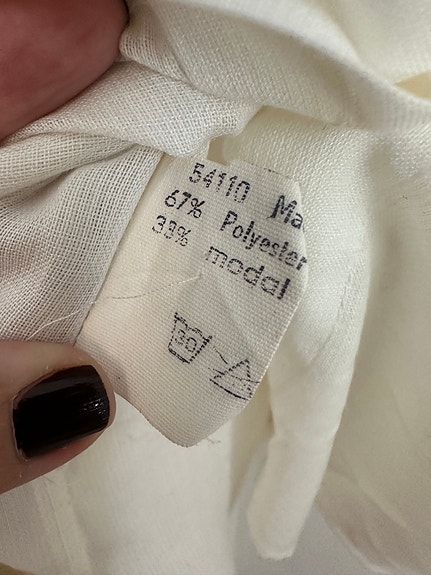 54110 Ma
67% Polyester
33% modal
30